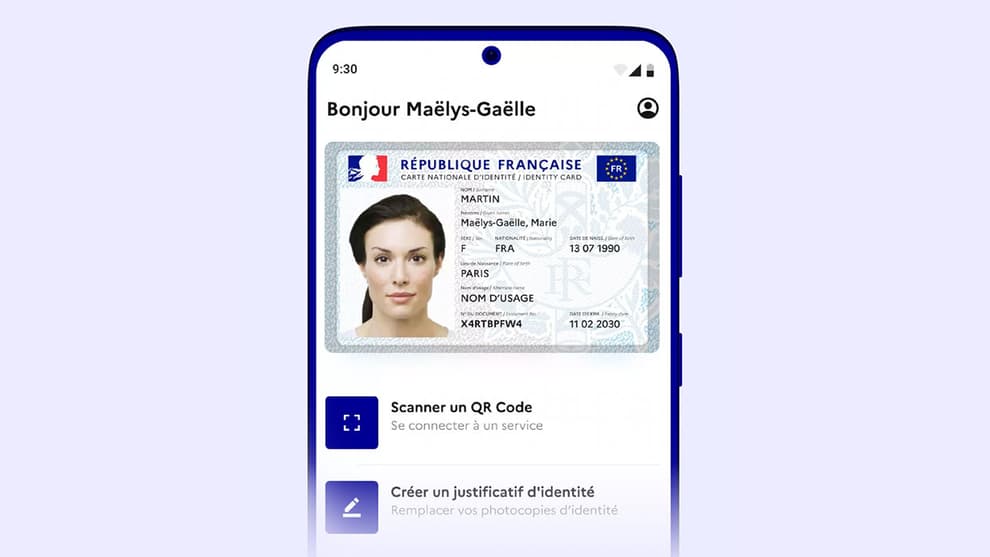 9:30
Bonjour Maëlys-Gaëlle
RÉPUBLIQUE FRANÇAISE
CARTE NATIONALE D'IDENTITÉ / IDENTITY CARD
FR
NOM / Surname
MARTIN
Prénoms / Given names
Maëlys-Gaëlle, Marie
SEXE / Sex NATIONALITÉ / Nationality DATE DE NAISS. / Date of birth
F FRA 13 07 1990
Lieu de Naissance / Place of birth
PARIS
Nom d'usage / Alternate name
NOM D'USAGE
N° DU DOCUMENT / Document No. DATE D'EXPIR. / Expiry date
X4RTBPFW4 11 02 2030
RF
Scanner un QR Code
Se connecter à un service
Créer un justificatif d'identité
Remplacer vos photocopies d'identité